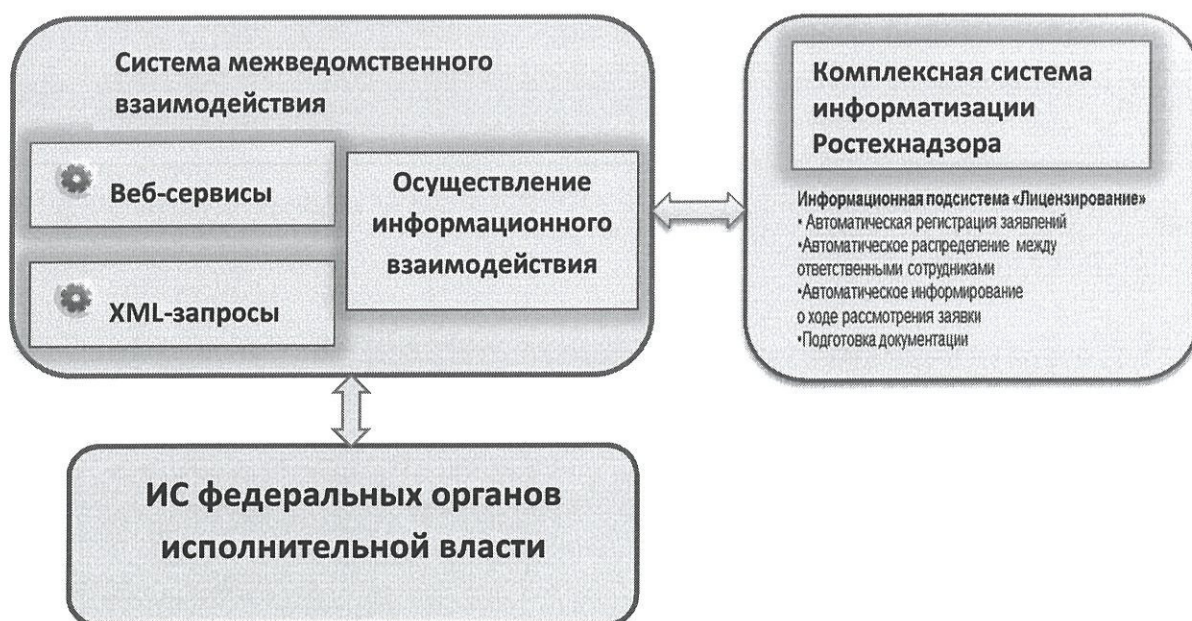 Система межведомственного
взаимодействия
Веб-сервисы
XML-запросы
Осуществление
информационного
взаимодействия
Комплексная система
информатизации
Ростехнадзора
Информационная подсистема «Лицензирование»
• Автоматическая регистрация заявлений
•Автоматическое распределение между
ответственными сотрудниками
•Автоматическое информирование
о ходе рассмотрения заявки
•Подготовка документации
ИС федеральных органов
исполнительной власти